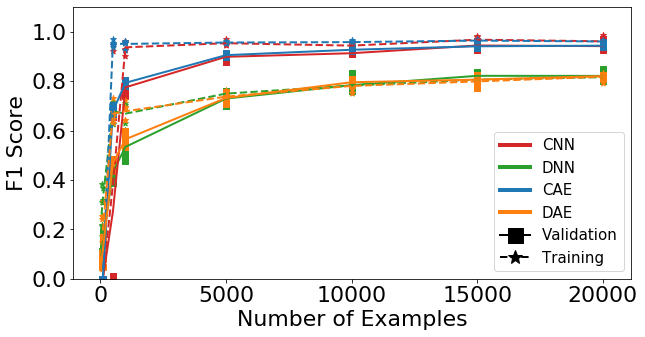 1.0
0.8
0.6
0.4
0.2
0.0
F1 Score
0
5000
10000
15000
20000
Number of Examples
CNN
DNN
CAE
DAE
Validation
Training